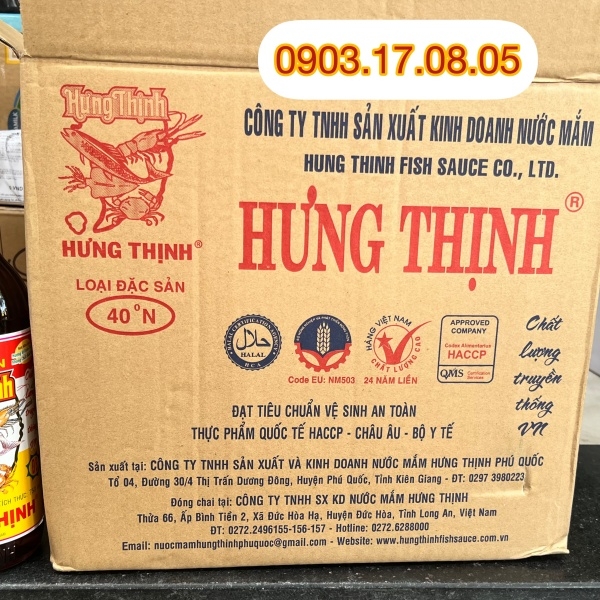 0903.17.08.05
Hưng Thịnh
CÔNG TY TNHH SẢN XUẤT KINH DOANH NƯỚC MẮM
HUNG THINH FISH SAUCE CO., LTD.
HƯNG THỊNH®
HƯNG THỊNH®
LOẠI ĐẶC SẢN
40°N
HALAL
HCA
Code EU: NM503
HÀNG VIỆT NAM
CHẤT LƯỢNG CAO
24 NĂM LIỀN
APPROVED
COMPANY
Codex Alimentarius
HACCP
QMS Certification Services
Chất
lượng
truyền
thống
VN
ĐẠT TIÊU CHUẨN VỆ SINH AN TOÀN
THỰC PHẨM QUỐC TẾ HACCP - CHÂU ÂU - BỘ Y TẾ
Sản xuất tại: CÔNG TY TNHH SẢN XUẤT VÀ KINH DOANH NƯỚC MẮM HƯNG THỊNH PHÚ QUỐC
Tổ 04, Đường 30/4 Thị Trấn Dương Đông, Huyện Phú Quốc, Tỉnh Kiên Giang - ĐT: 0297 3980223
Đóng chai tại: CÔNG TY TNHH SX KD NƯỚC MẮM HƯNG THỊNH
Thửa 66, Ấp Bình Tiền 2, Xã Đức Hòa Hạ, Huyện Đức Hòa, Tỉnh Long An, Việt Nam
ĐT: 0272.2496155-156-157 - Hotline: 0272.6288000
Email: nuocmamhungthinhphuquoc@gmail.com - Website: www.hungthinhfishsauce.com.vn